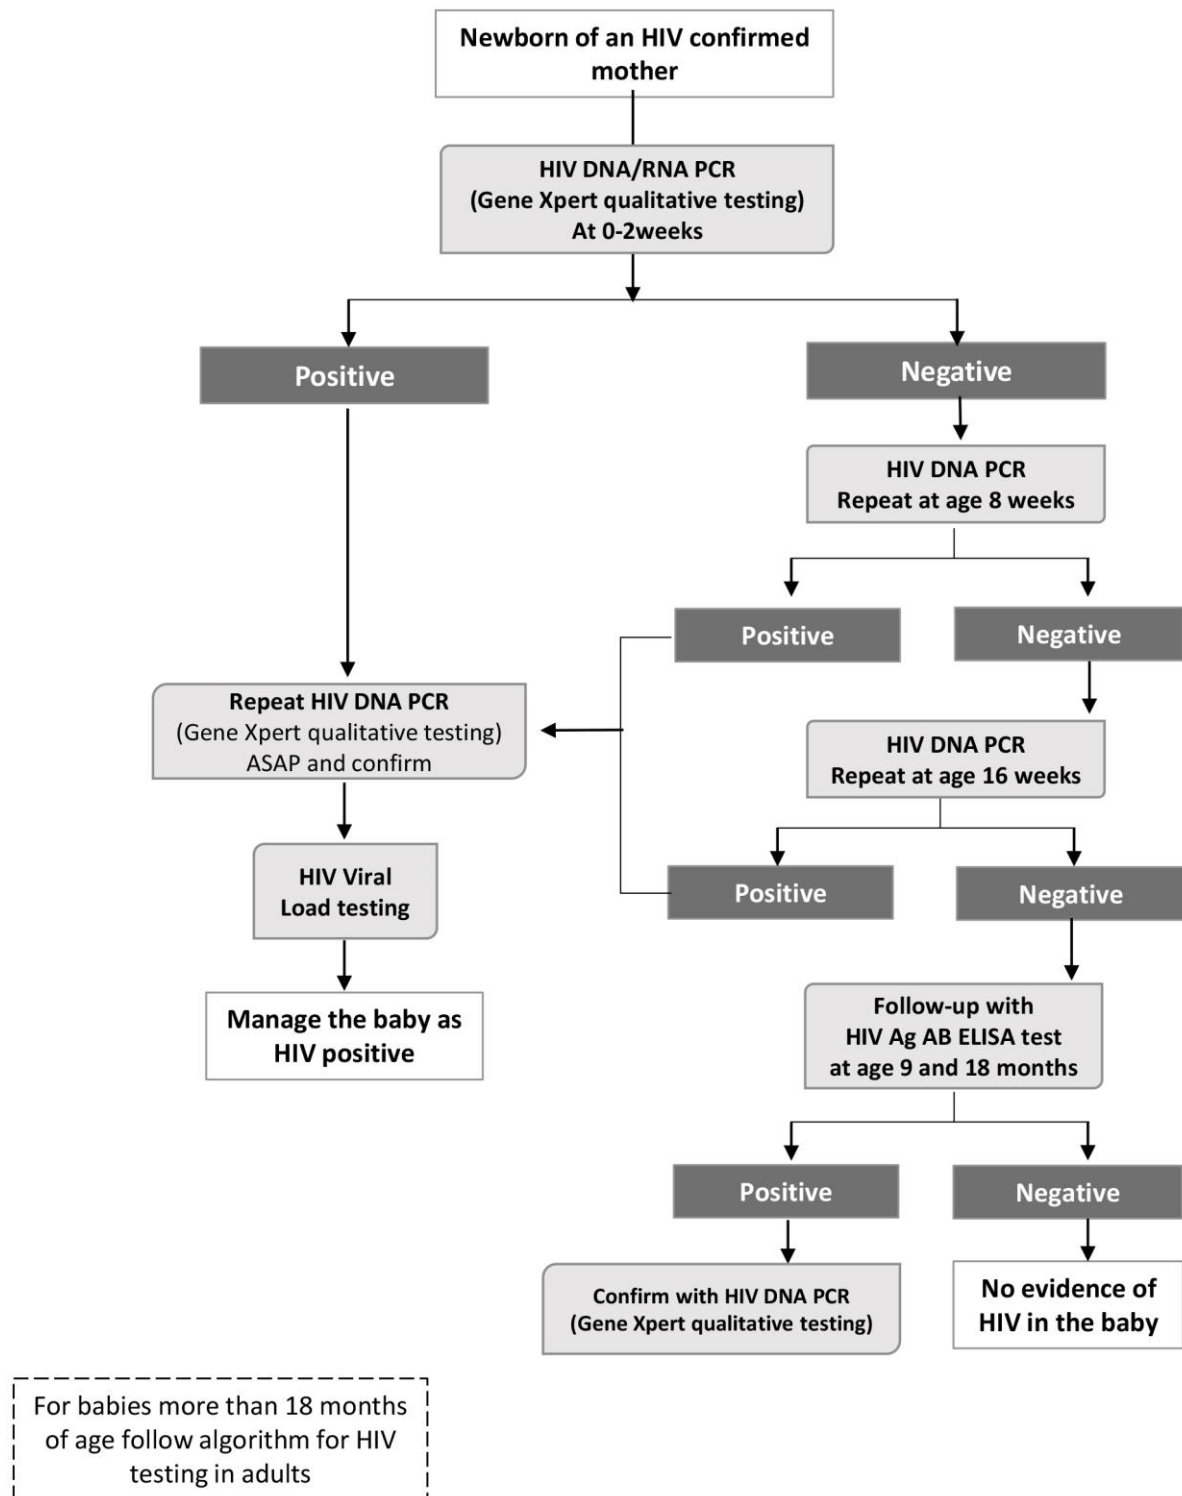 Newborn of an HIV confirmed
mother
HIV DNA/RNA PCR
(Gene Xpert qualitative testing)
At 0-2weeks
Positive
Negative
HIV DNA PCR
Repeat at age 8 weeks
Positive
Negative
Repeat HIV DNA PCR
(Gene Xpert qualitative testing)
ASAP and confirm
HIV DNA PCR
Repeat at age 16 weeks
HIV Viral
Load testing
Positive
Negative
Manage the baby as
HIV positive
Follow-up with
HIV Ag AB ELISA test
at age 9 and 18 months
Positive
Negative
Confirm with HIV DNA PCR
(Gene Xpert qualitative testing)
No evidence of
HIV in the baby
For babies more than 18 months
of age follow algorithm for HIV
testing in adults